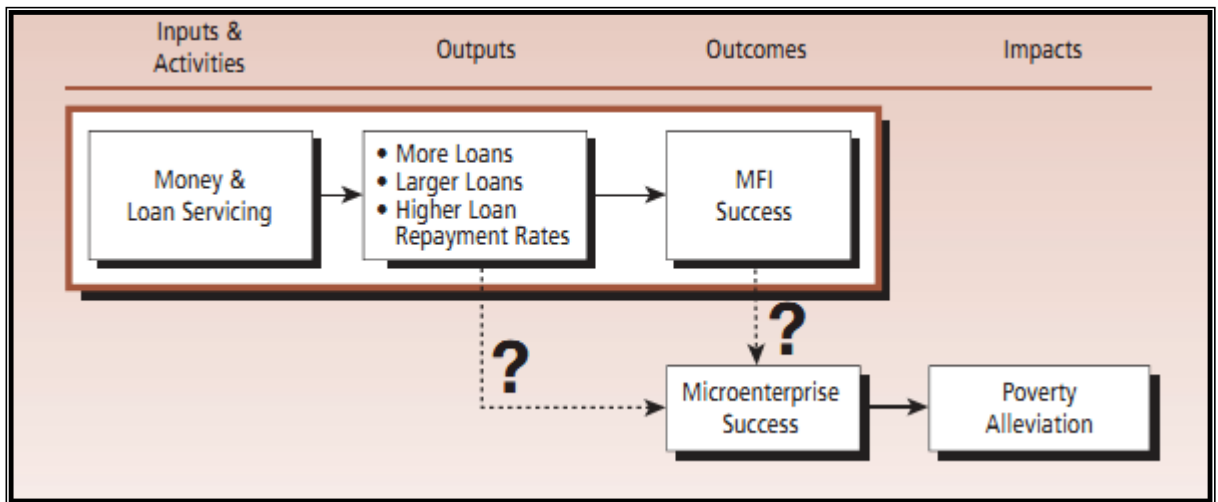 Inputs &
Activities
Outputs
Outcomes
Impacts
Money &
Loan Servicing
• More Loans
• Larger Loans
• Higher Loan
Repayment Rates
MFI
Success
?
?
Microenterprise
Success
Poverty
Alleviation